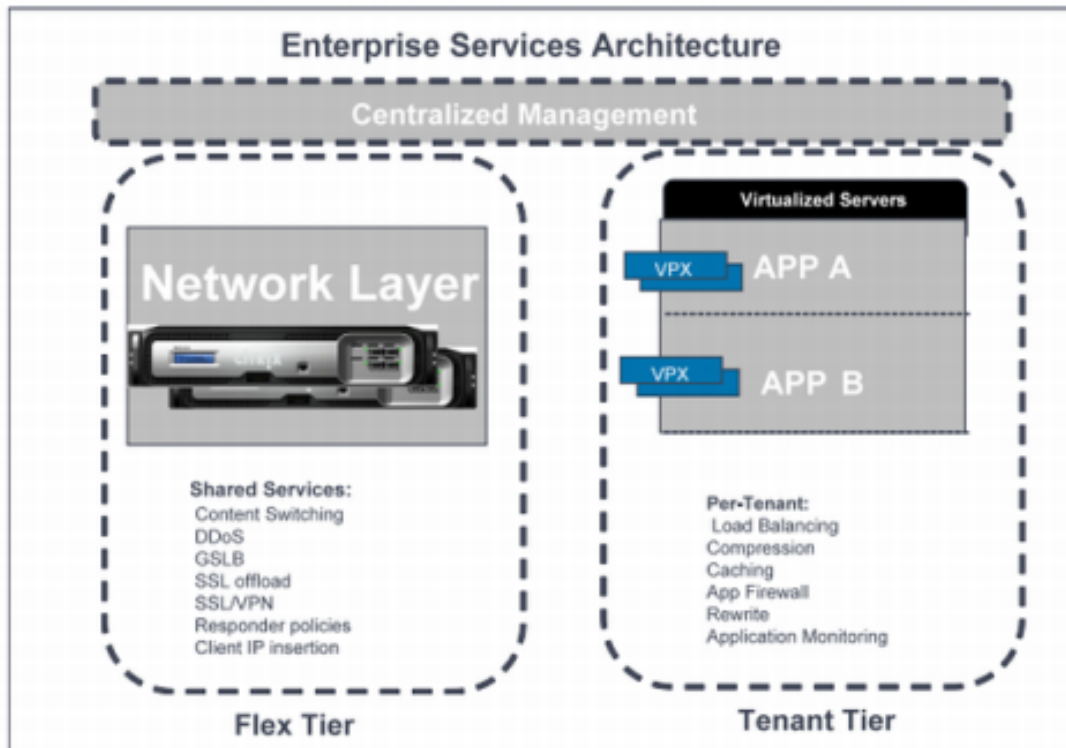 Enterprise Services Architecture
Centralized Management
Network Layer
citrix
Shared Services:
Content Switching
DDoS
GSLB
SSL offload
SSL/VPN
Responder policies
Client IP insertion
Flex Tier
Virtualized Servers
VPX
APP A
VPX
APP B
Per-Tenant:
Load Balancing
Compression
Caching
App Firewall
Rewrite
Application Monitoring
Tenant Tier